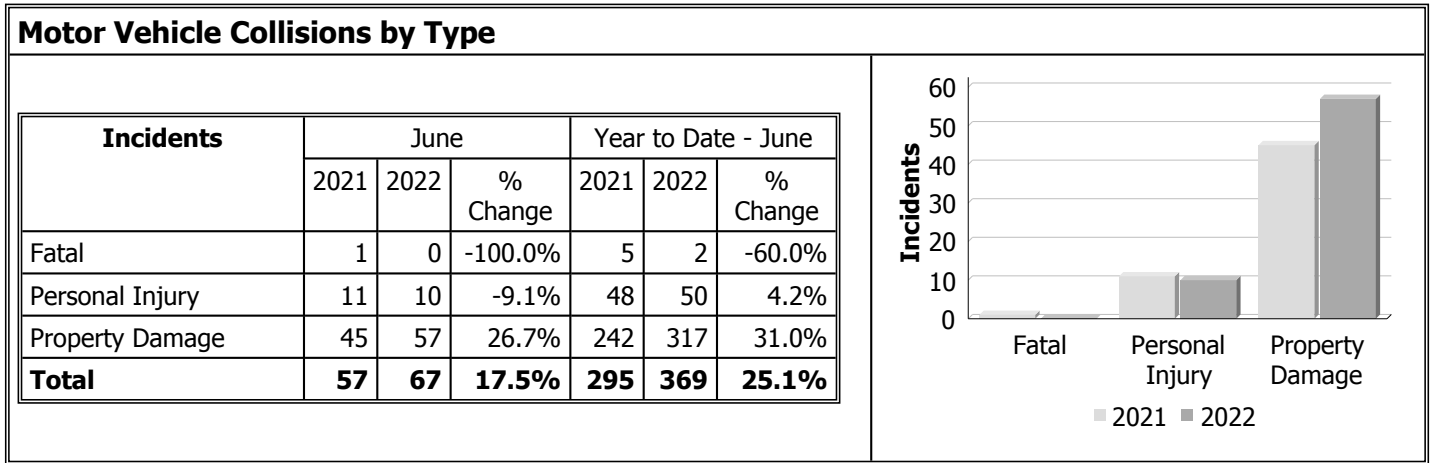 Motor Vehicle Collisions by Type
Incidents June Year to Date - June
2021 2022 % Change 2021 2022 % Change
Fatal 1 0 -100.0% 5 2 -60.0%
Personal Injury 11 10 -9.1% 48 50 4.2%
Property Damage 45 57 26.7% 242 317 31.0%
Total 57 67 17.5% 295 369 25.1%
Incidents
60
50
40
30
20
10
0
Fatal Personal Injury Property Damage
2021 2022